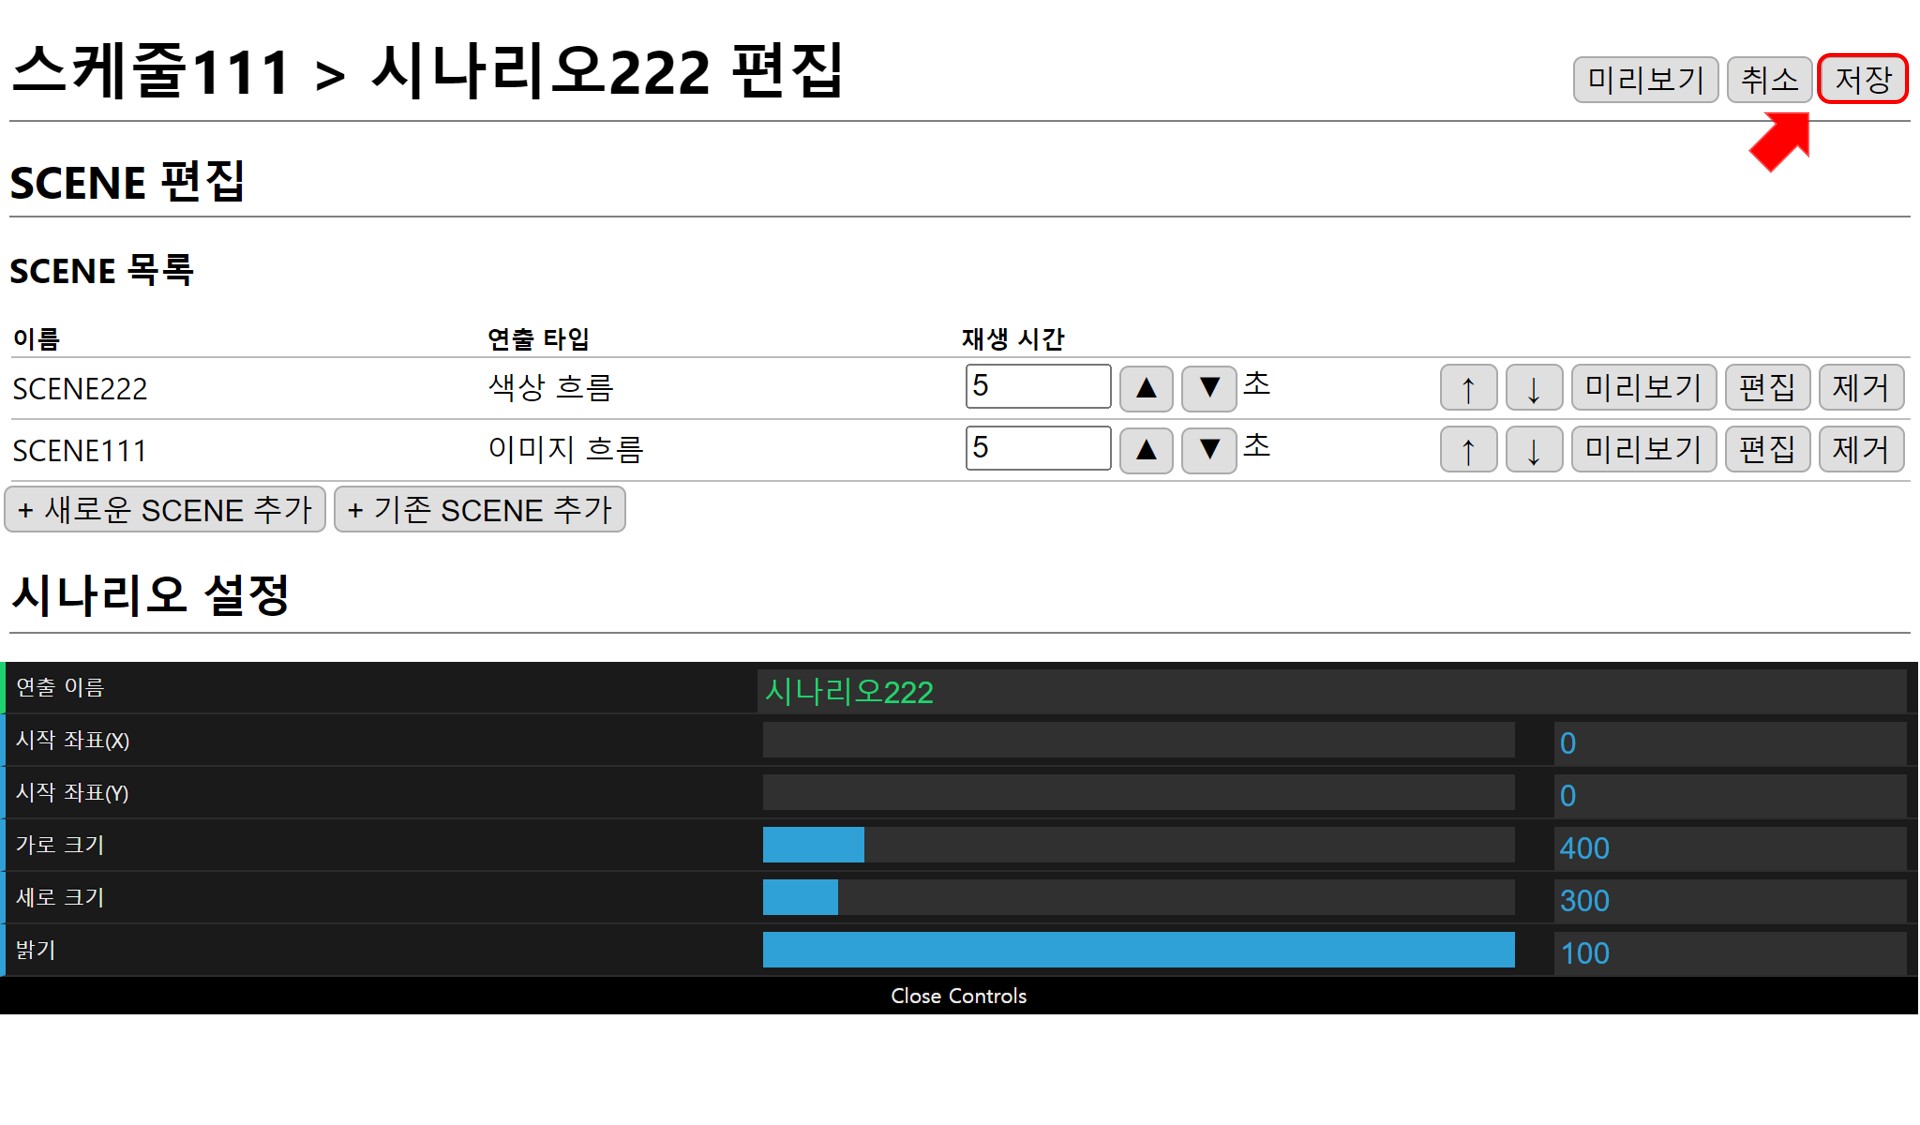 스케줄111 > 시나리오222 편집
미리보기 취소 저장
SCENE 편집
SCENE 목록
이름 연출 타입 재생 시간
SCENE222 색상 흐름 5 ▲ ▼ 초 ↑ ↓ 미리보기 편집 제거
SCENE111 이미지 흐름 5 ▲ ▼ 초 ↑ ↓ 미리보기 편집 제거
+ 새로운 SCENE 추가 + 기존 SCENE 추가
시나리오 설정
연출 이름 시나리오222
시작 좌표(X) 0
시작 좌표(Y) 0
가로 크기 400
세로 크기 300
밝기 100
Close Controls